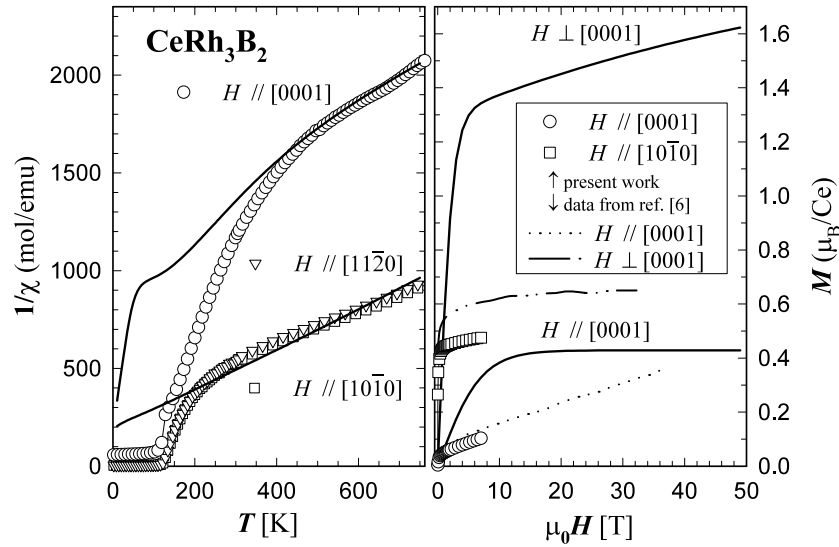 CeRh₃B₂
H // [0001]
H // [112̄0]
H // [101̄0]
1/χ (mol/emu)
2000
1500
1000
500
0
0
200
400
600
T [K]
H ⊥ [0001]
H // [0001]
H // [101̄0]
↑ present work
↓ data from ref. [6]
H // [0001]
H ⊥ [0001]
H // [0001]
1.6
1.4
1.2
1.0
0.8
0.6
0.4
0.2
0.0
M (μB/Ce)
0
10
20
30
40
50
μ₀H [T]